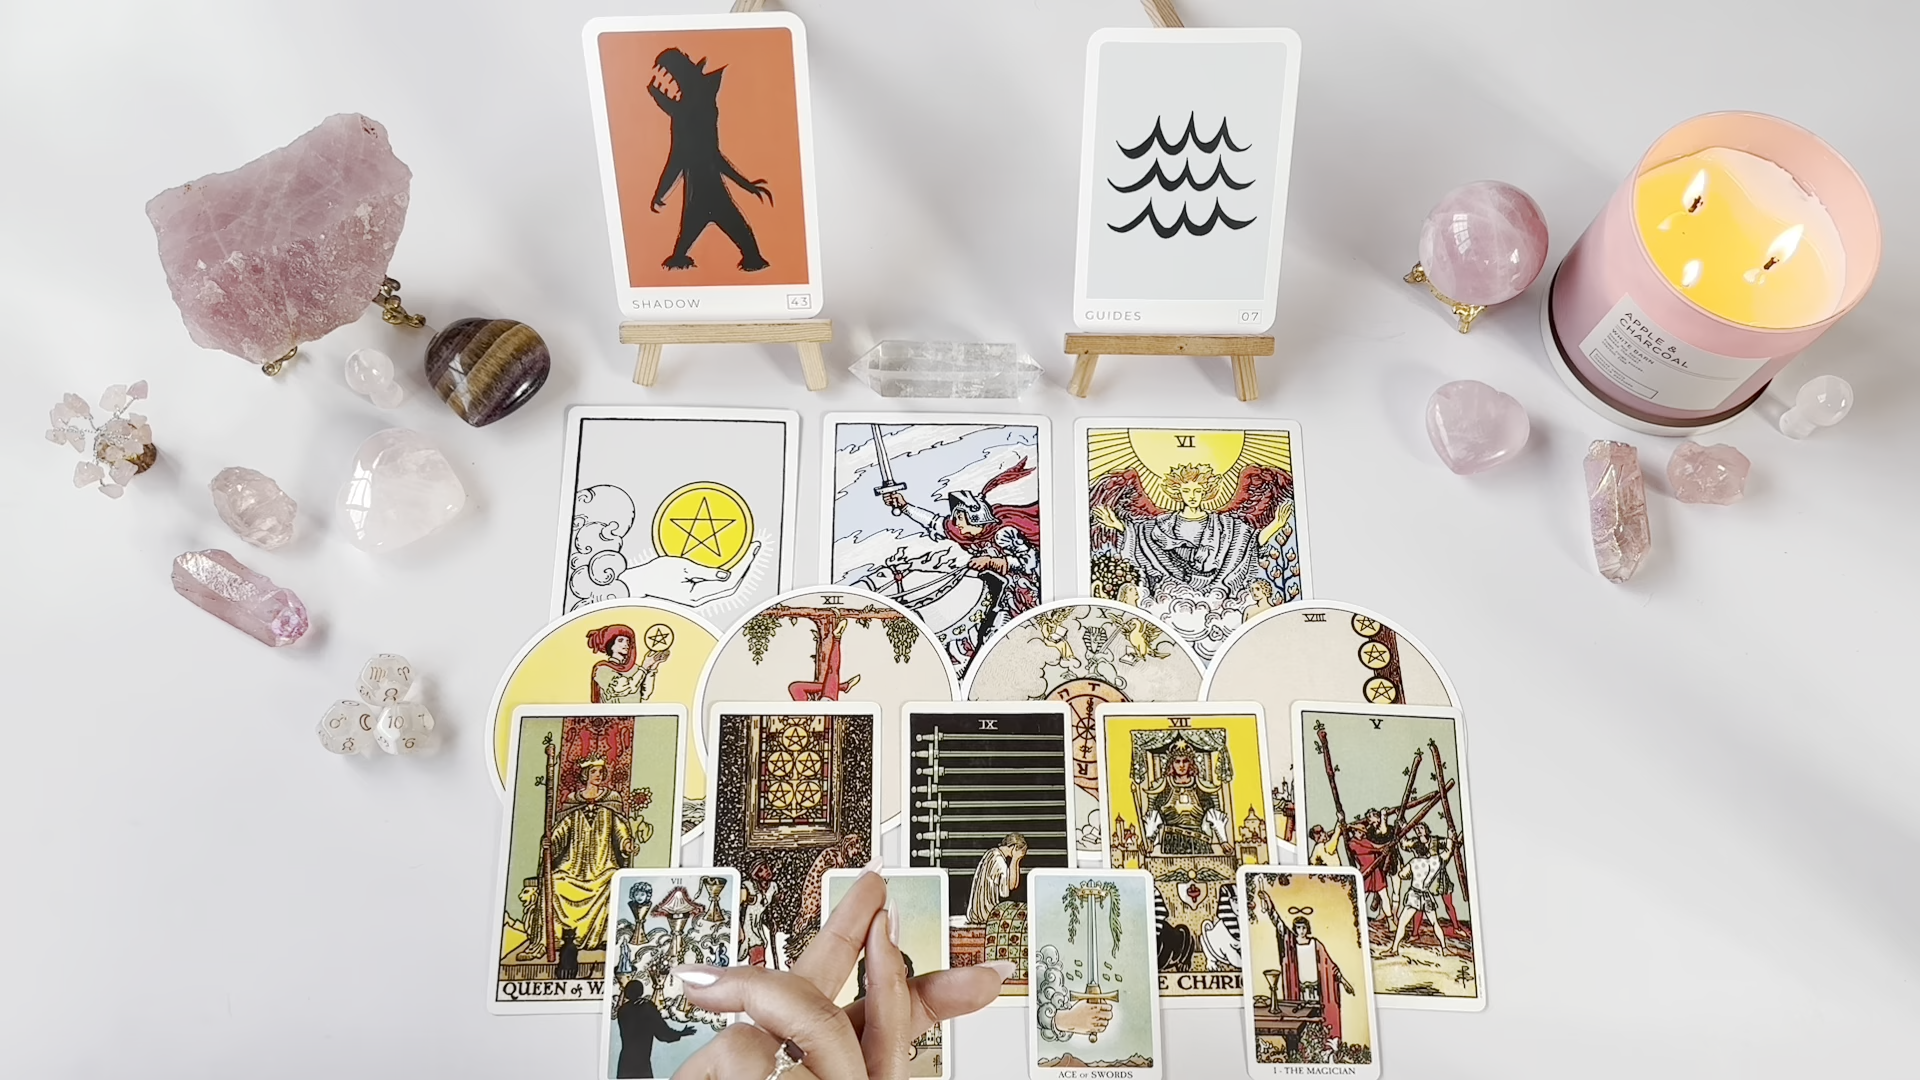 SHADOW
43
GUIDES
07
APPLE &
CHARCOAL
WHITE BARN
VI
XII
X
VIII
VII
V
IX
QUEEN of
VII
ACE OF SWORDS
I - THE MAGICIAN